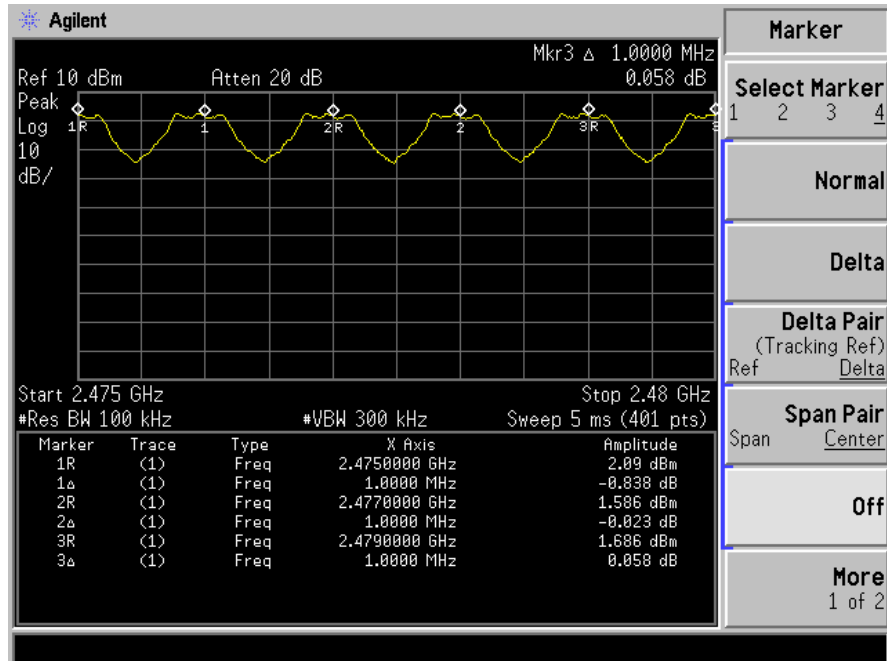 Agilent
Marker
Mkr3 Δ 1.0000 MHz
Ref 10 dBm Atten 20 dB 0.058 dB
Peak
Log
10
dB/
1R 1 2R 2 3R 3
Start 2.475 GHz Stop 2.48 GHz
#Res BW 100 kHz #VBW 300 kHz Sweep 5 ms (401 pts)
Marker Trace Type X Axis Amplitude
1R (1) Freq 2.4750000 GHz 2.09 dBm
1Δ (1) Freq 1.0000 MHz -0.838 dB
2R (1) Freq 2.4770000 GHz 1.586 dBm
2Δ (1) Freq 1.0000 MHz -0.023 dB
3R (1) Freq 2.4790000 GHz 1.686 dBm
3Δ (1) Freq 1.0000 MHz 0.058 dB
Select Marker
1 2 3 4
Normal
Delta
Delta Pair
(Tracking Ref)
Ref Delta
Span Pair
Span Center
Off
More
1 of 2